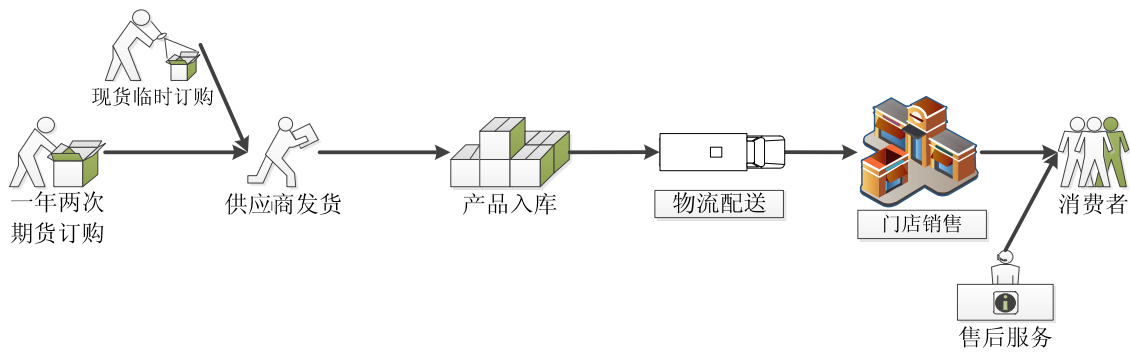 现货临时订购
一年两次
期货订购
供应商发货
产品入库
物流配送
门店销售
消费者
售后服务